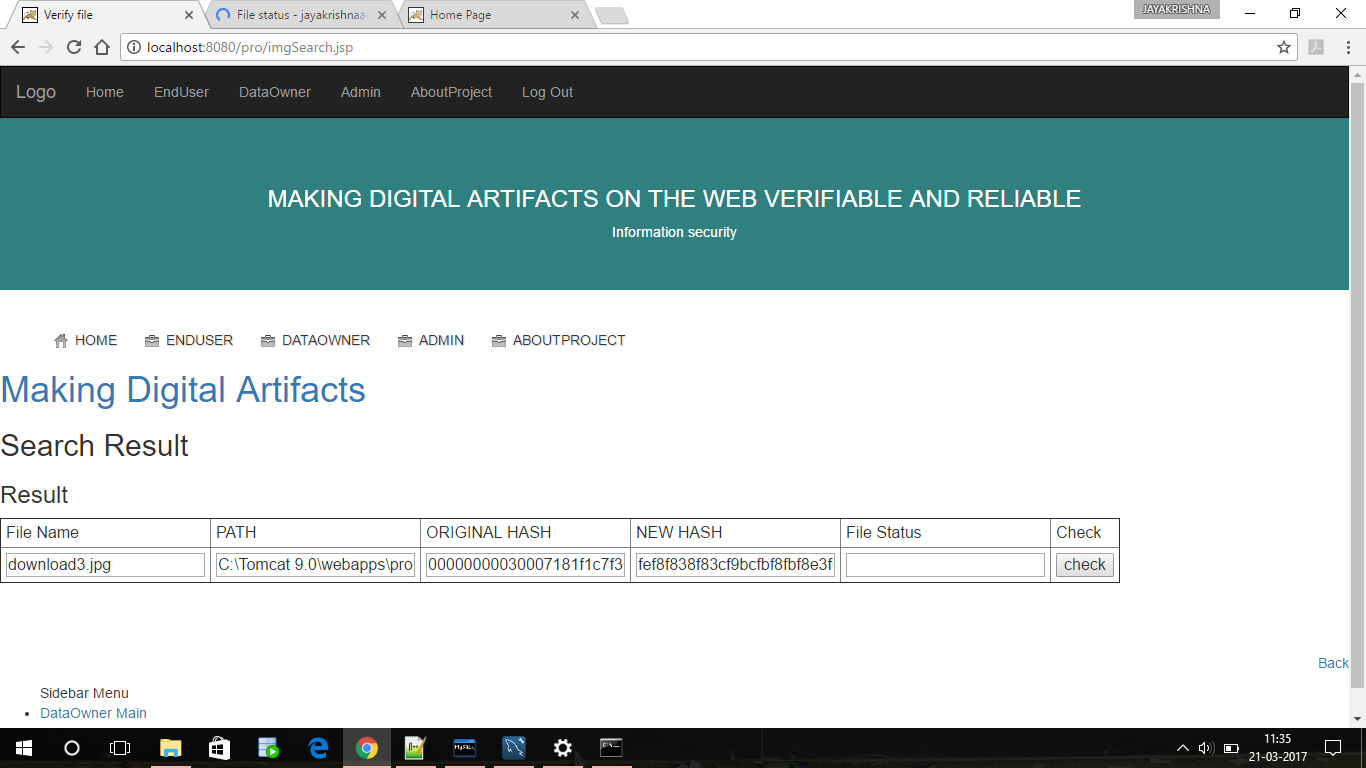 Verify file
File status - jayakrishnaa
Home Page
JAYAKRISHNA
localhost:8080/pro/imgSearch.jsp
Logo Home EndUser DataOwner Admin AboutProject Log Out
MAKING DIGITAL ARTIFACTS ON THE WEB VERIFIABLE AND RELIABLE
Information security
HOME ENDUSER DATAOWNER ADMIN ABOUTPROJECT
Making Digital Artifacts
Search Result
Result
File Name PATH ORIGINAL HASH NEW HASH File Status Check
download3.jpg C:\Tomcat 9.0\webapps\pro 00000000030007181f1c7f3 fef8f838f83cf9bcfbf8fbf8e3f check
Back
Sidebar Menu
• DataOwner Main
11:35
21-03-2017